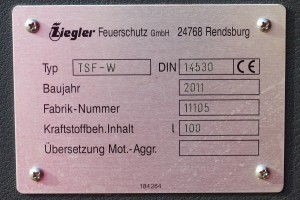 Ziegler Feuerschutz GmbH 24768 Rendsburg
Typ TSF-W DIN 14530 CE
Baujahr 2011
Fabrik-Nummer 11105
Kraftstoffbeh.Inhalt l 100
Übersetzung Mot.-Aggr.
184264